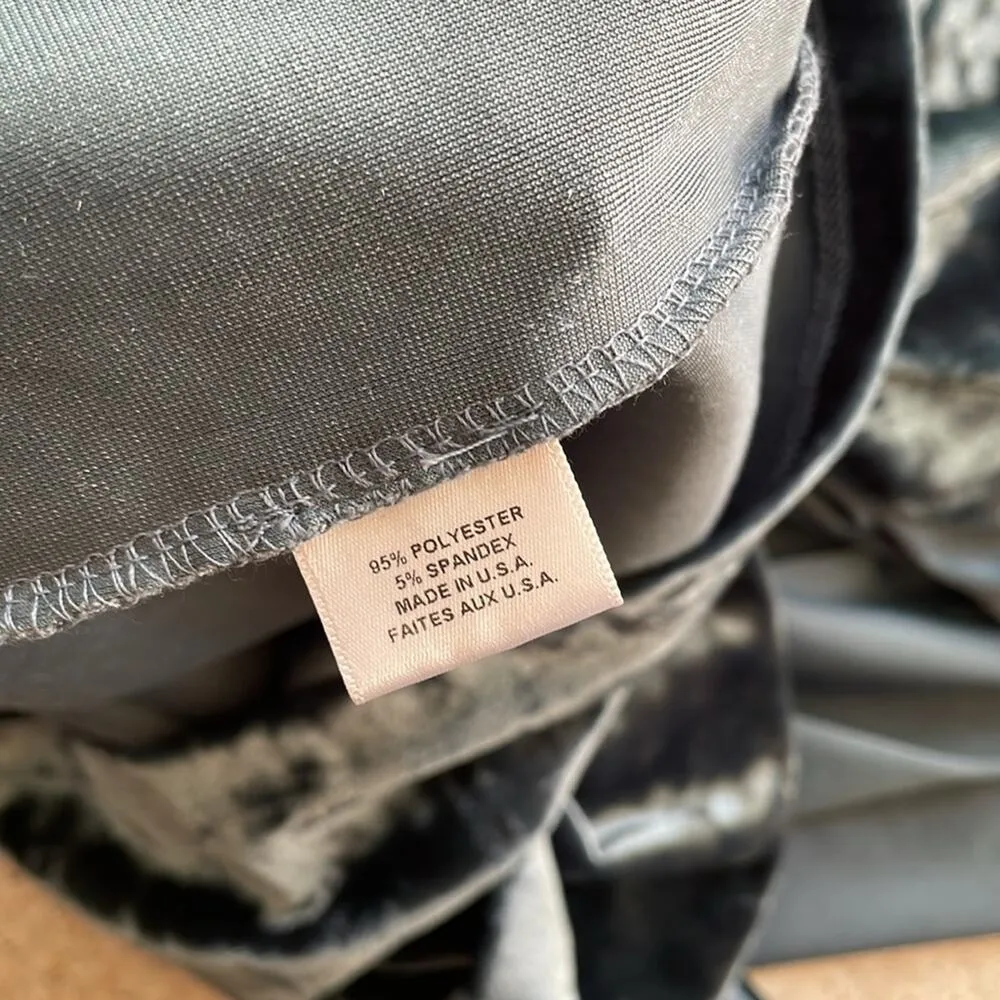 95% POLYESTER
5% SPANDEX
MADE IN U.S.A.
FAITES AUX U.S.A.